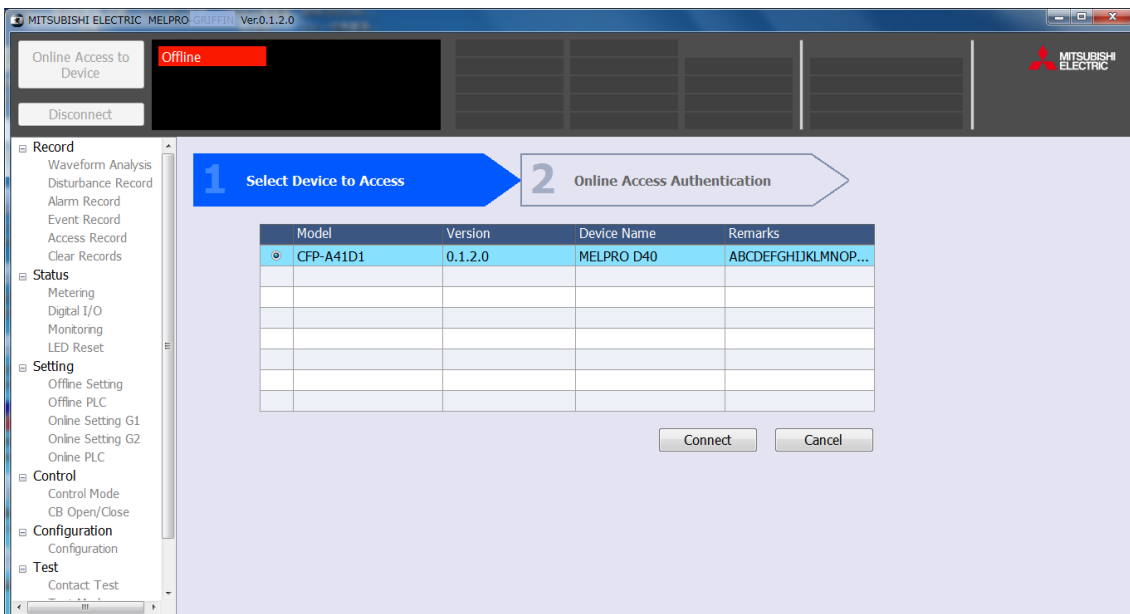 MITSUBISHI ELECTRIC MELPRO-GRIFFIN Ver.0.1.2.0
Online Access to
Device
Offline
Disconnect
MITSUBISHI
ELECTRIC
Record
Waveform Analysis
Disturbance Record
Alarm Record
Event Record
Access Record
Clear Records
Status
Metering
Digital I/O
Monitoring
LED Reset
Setting
Offline Setting
Offline PLC
Online Setting G1
Online Setting G2
Online PLC
Control
Control Mode
CB Open/Close
Configuration
Configuration
Test
Contact Test
1 Select Device to Access
2 Online Access Authentication
Model Version Device Name Remarks
CFP-A41D1 0.1.2.0 MELPRO D40 ABCDEFGHIJKLMNOP...
Connect Cancel